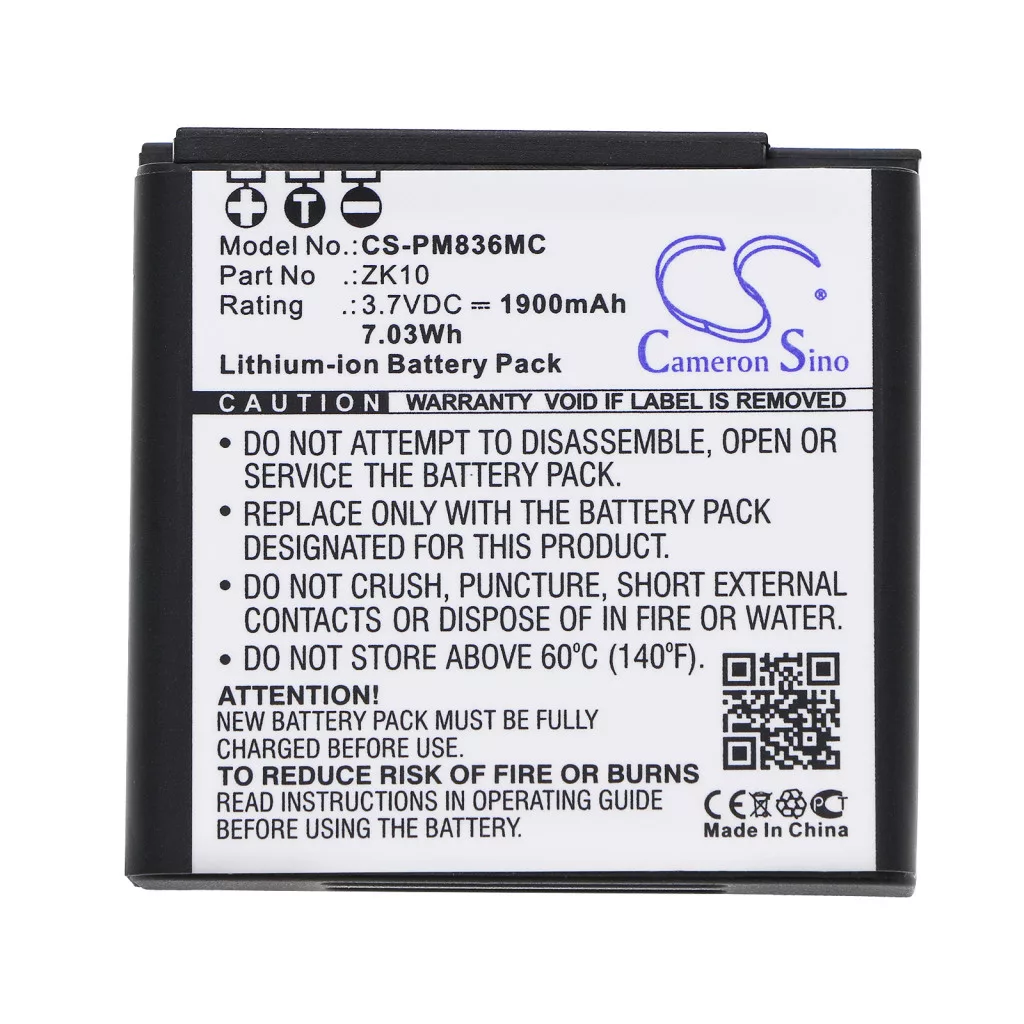 Model No.: CS-PM836MC
Part No .: ZK10
Rating .: 3.7VDC ⎓ 1900mAh
7.03Wh
Lithium-ion Battery Pack
Cameron Sino ®
CAUTION WARRANTY VOID IF LABEL IS REMOVED
• DO NOT ATTEMPT TO DISASSEMBLE, OPEN OR
SERVICE THE BATTERY PACK.
• REPLACE ONLY WITH THE BATTERY PACK
DESIGNATED FOR THIS PRODUCT.
• DO NOT CRUSH, PUNCTURE, SHORT EXTERNAL
CONTACTS OR DISPOSE OF IN FIRE OR WATER.
• DO NOT STORE ABOVE 60°C (140°F).
ATTENTION!
NEW BATTERY PACK MUST BE FULLY
CHARGED BEFORE USE.
TO REDUCE RISK OF FIRE OR BURNS
READ INSTRUCTIONS IN OPERATING GUIDE
BEFORE USING THE BATTERY.
CE PCT
Made In China